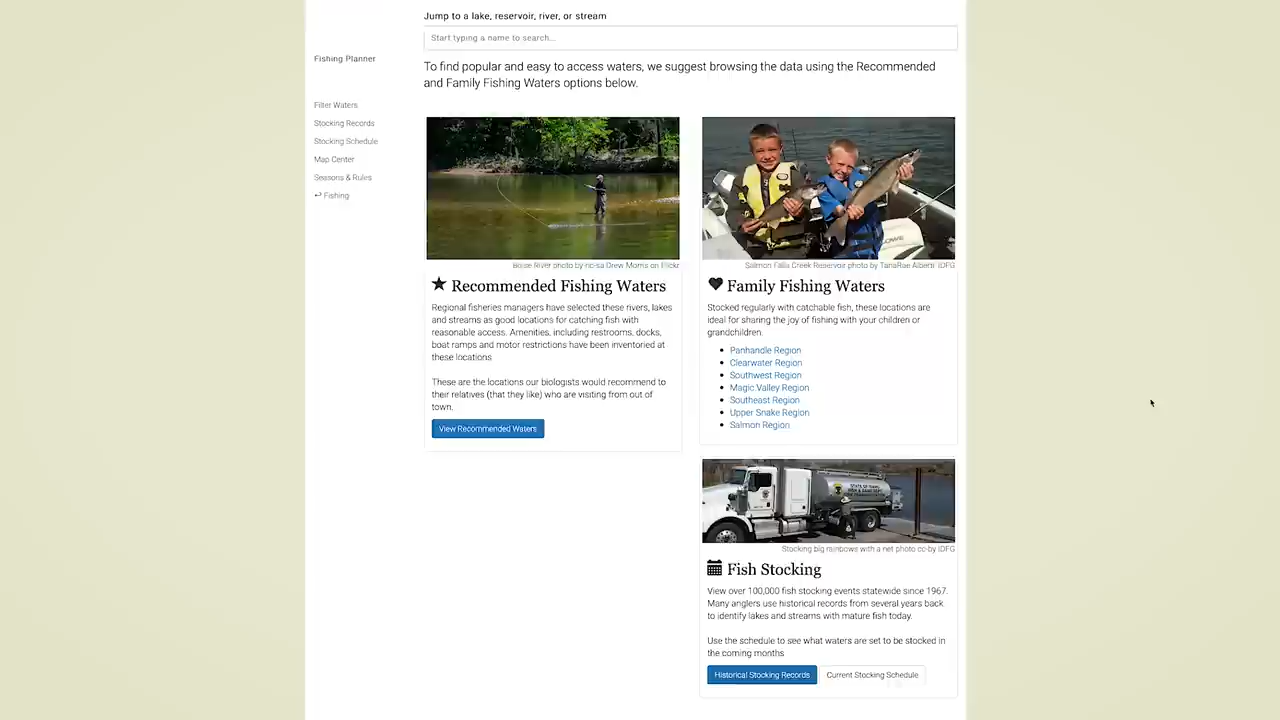 Jump to a lake, reservoir, river, or stream
Start typing a name to search...
Fishing Planner
To find popular and easy to access waters, we suggest browsing the data using the Recommended
and Family Fishing Waters options below.
Filter Waters
Stocking Records
Stocking Schedule
Map Center
Seasons & Rules
↩ Fishing
Boise River photo by nc-sa Drew Morris on Flickr
Recommended Fishing Waters
Regional fisheries managers have selected these rivers, lakes
and streams as good locations for catching fish with
reasonable access. Amenities, including restrooms, docks,
boat ramps and motor restrictions have been inventoried at
these locations
These are the locations our biologists would recommend to
their relatives (that they like) who are visiting from out of
town.
View Recommended Waters
Salmon Falls Creek Reservoir photo by TamaRae Alberti IDFG
Family Fishing Waters
Stocked regularly with catchable fish, these locations are
ideal for sharing the joy of fishing with your children or
grandchildren.
• Panhandle Region
• Clearwater Region
• Southwest Region
• Magic Valley Region
• Southeast Region
• Upper Snake Region
• Salmon Region
STATE OF IDAHO
Stocking big rainbows with a net photo cc-by IDFG
Fish Stocking
View over 100,000 fish stocking events statewide since 1967.
Many anglers use historical records from several years back
to identify lakes and streams with mature fish today.
Use the schedule to see what waters are set to be stocked in
the coming months
Historical Stocking Records
Current Stocking Schedule